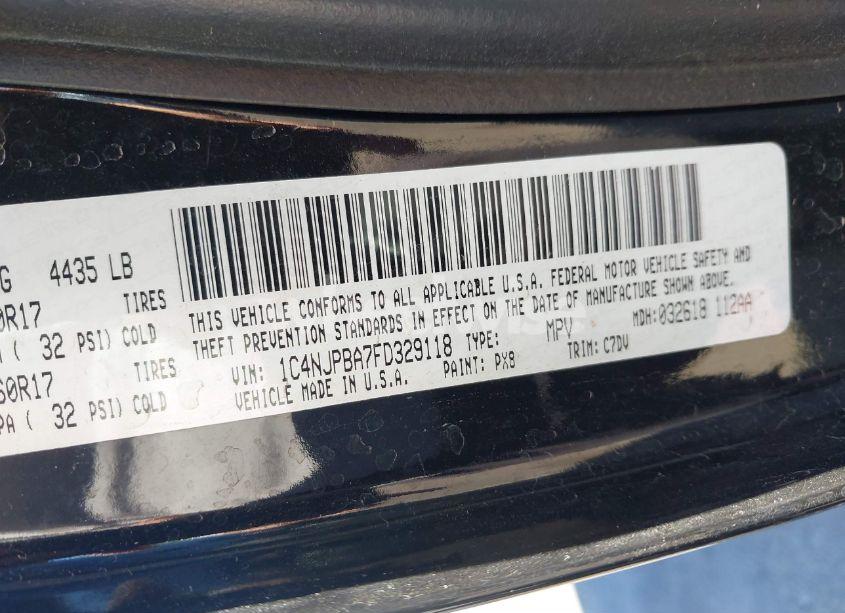 G 4435 LB
0R17 TIRES
( 32 PSI) COLD
60R17 TIRES
PA ( 32 PSI) COLD
THIS VEHICLE CONFORMS TO ALL APPLICABLE U.S.A. FEDERAL MOTOR VEHICLE SAFETY AND
THEFT PREVENTION STANDARDS IN EFFECT ON THE DATE OF MANUFACTURE SHOWN ABOVE.
VIN: 1C4NJPBA7FD329118 TYPE: MPV MDH:032618 112AA
VEHICLE MADE IN U.S.A. PAINT: PX8 TRIM: C7DV